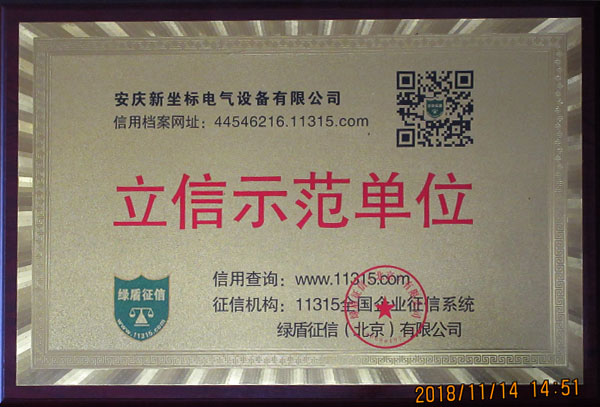 安庆新坐标电气设备有限公司
信用档案网址：44546216.11315.com
立信示范单位
绿盾征信
www.11315.com
信用查询：www.11315.com
征信机构：11315全国企业征信系统
绿盾征信（北京）有限公司
2018/11/14 14:51